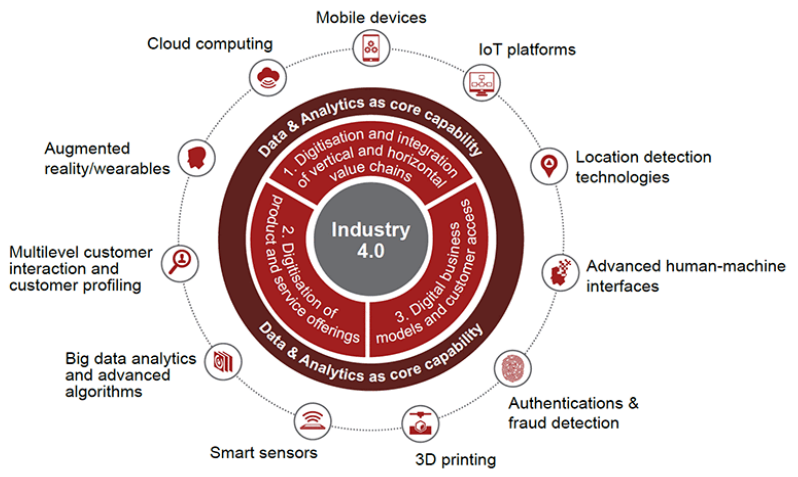 Mobile devices
Cloud computing
IoT platforms
Augmented
reality/wearables
Location detection
technologies
Multilevel customer
interaction and
customer profiling
Advanced human-machine
interfaces
Big data analytics
and advanced
algorithms
Authentications &
fraud detection
Smart sensors
3D printing
Data & Analytics as core capability
1. Digitisation and integration
of vertical and horizontal
value chains
2. Digitisation of
product and service offerings
3. Digital business
models and customer access
Industry
4.0
Data & Analytics as core capability